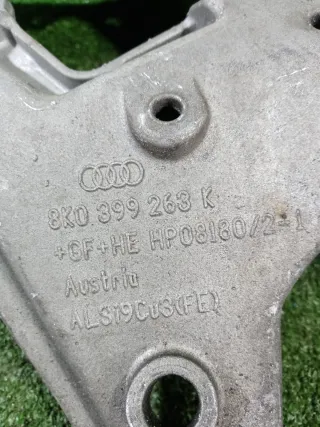 8K0 399 263 K
+GF+HE HP08180/2-1
Austria
ALSI9Cu3(FE)